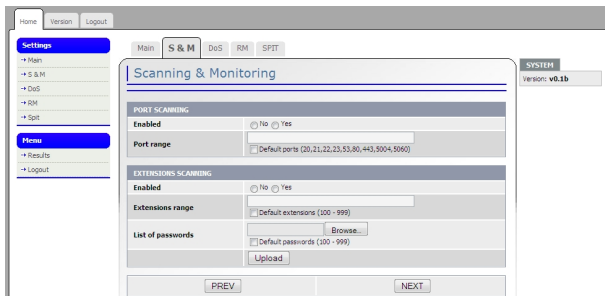 Home Version Logout
Settings
Main
S & M
DoS
RM
Spit
Menu
Results
Logout
Main S & M DoS RM SPIT
Scanning & Monitoring
PORT SCANNING
Enabled No Yes
Port range
Default ports (20,21,22,23,53,80,443,5004,5060)
EXTENSIONS SCANNING
Enabled No Yes
Extensions range
Default extensions (100 - 999)
List of passwords Browse..
Default passwords (100 - 999)
Upload
PREV NEXT
SYSTEM
Version: v0.1b